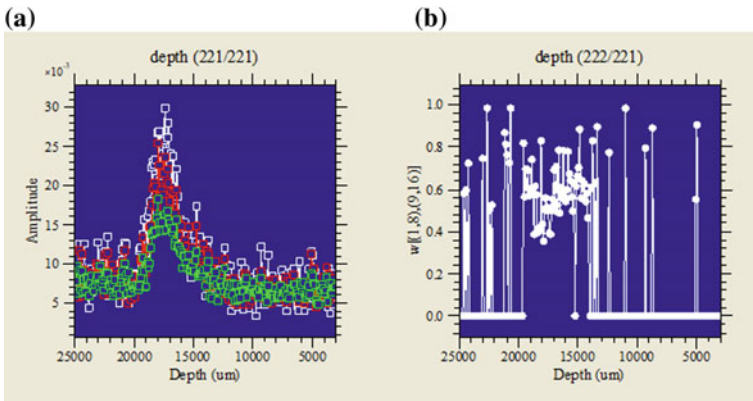 (a)
(b)
depth (221/221)
depth (222/221)
×10⁻³
30
25
20
15
10
5
Amplitude
25000
20000
15000
10000
5000
Depth (um)
1.0
0.8
0.6
0.4
0.2
0.0
w[(1,8),(9,16)]
25000
20000
15000
10000
5000
Depth (um)